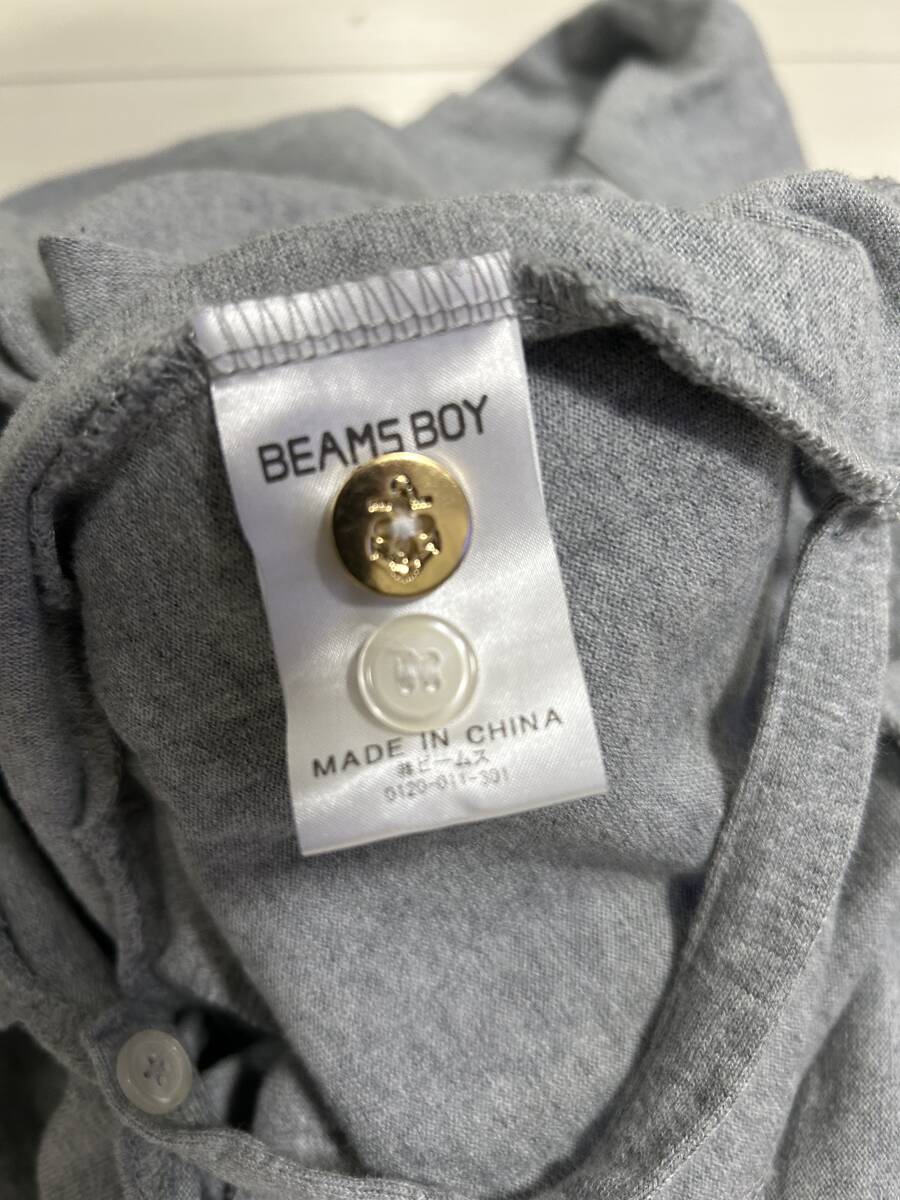 BEAMS BOY
MADE IN CHINA
㈱ビームス
0120-011-301